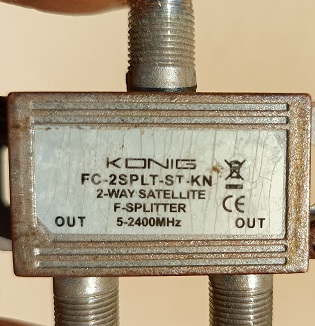 KONIG
FC-2SPLT-ST-KN
2-WAY SATELLITE
F-SPLITTER
5-2400MHz
OUT
OUT
CE